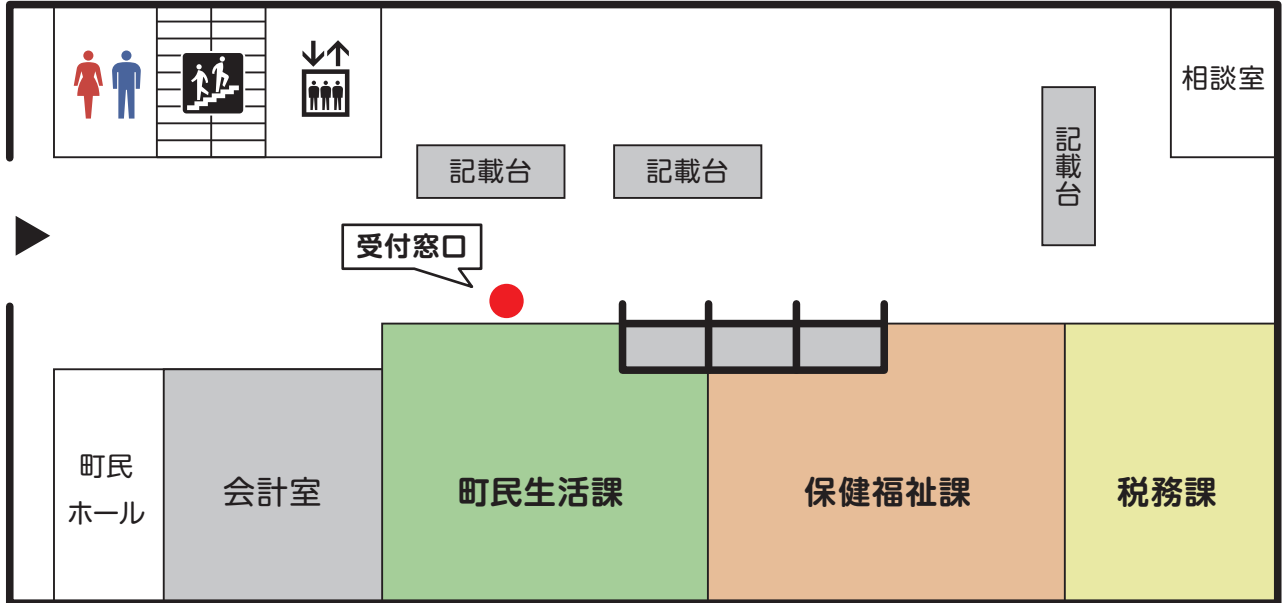 相談室
記載台
記載台
記載台
受付窓口
町民
ホール
会計室
町民生活課
保健福祉課
税務課